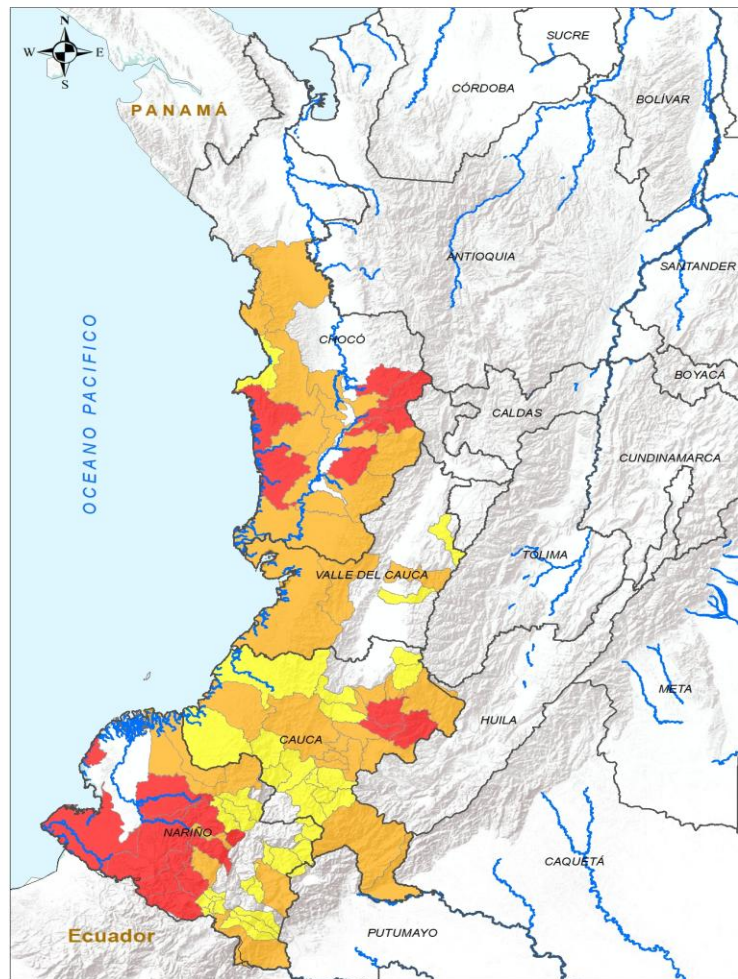 N
W E
S
PANAMÁ
SUCRE
CÓRDOBA
BOLÍVAR
ANTIOQUIA
SANTANDER
CHOCÓ
BOYACÁ
CALDAS
CUNDINAMARCA
OCEANO PACIFICO
TOLIMA
VALLE DEL CAUCA
META
HUILA
CAUCA
NARIÑO
CAQUETÁ
PUTUMAYO
Ecuador